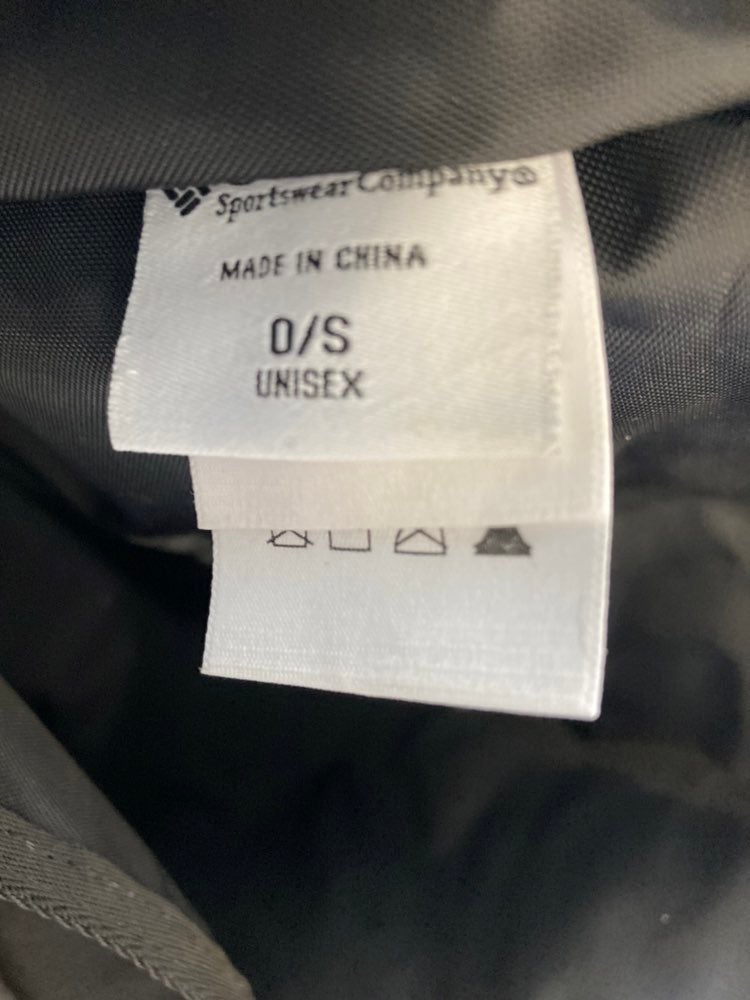 Sportswear Company®
MADE IN CHINA
O/S
UNISEX